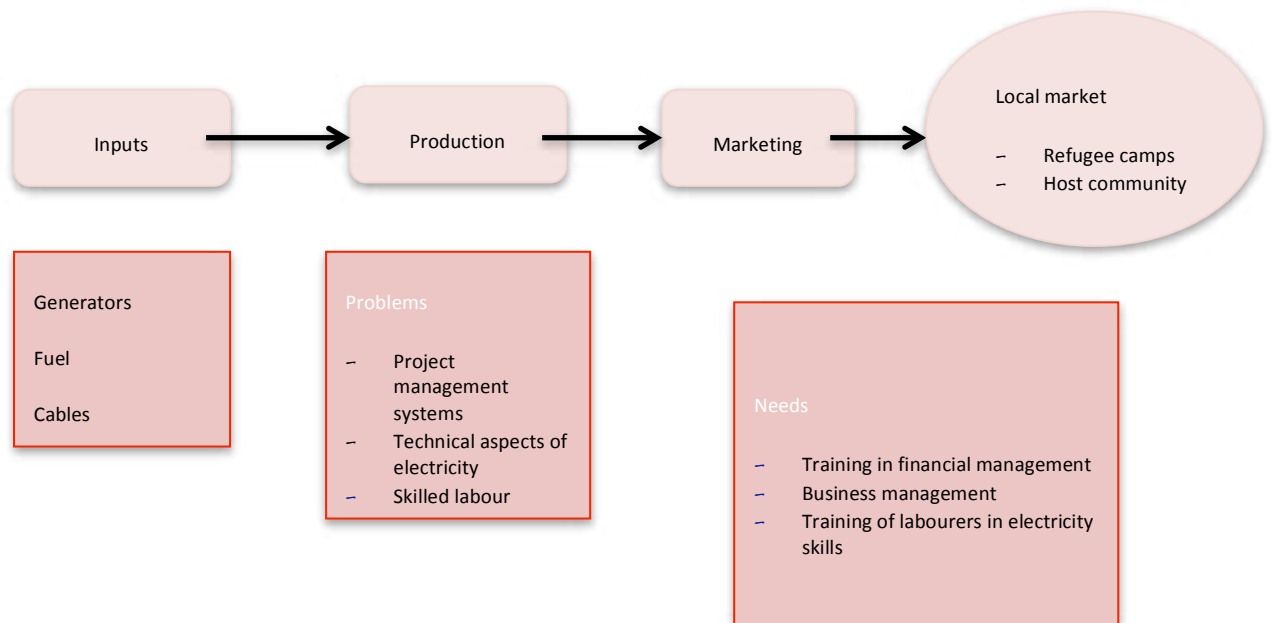 Inputs
Production
Marketing
Local market
– Refugee camps
– Host community
Generators
Fuel
Cables
Problems
– Project
management
systems
– Technical aspects of
electricity
– Skilled labour
Needs
– Training in financial management
– Business management
– Training of labourers in electricity
skills